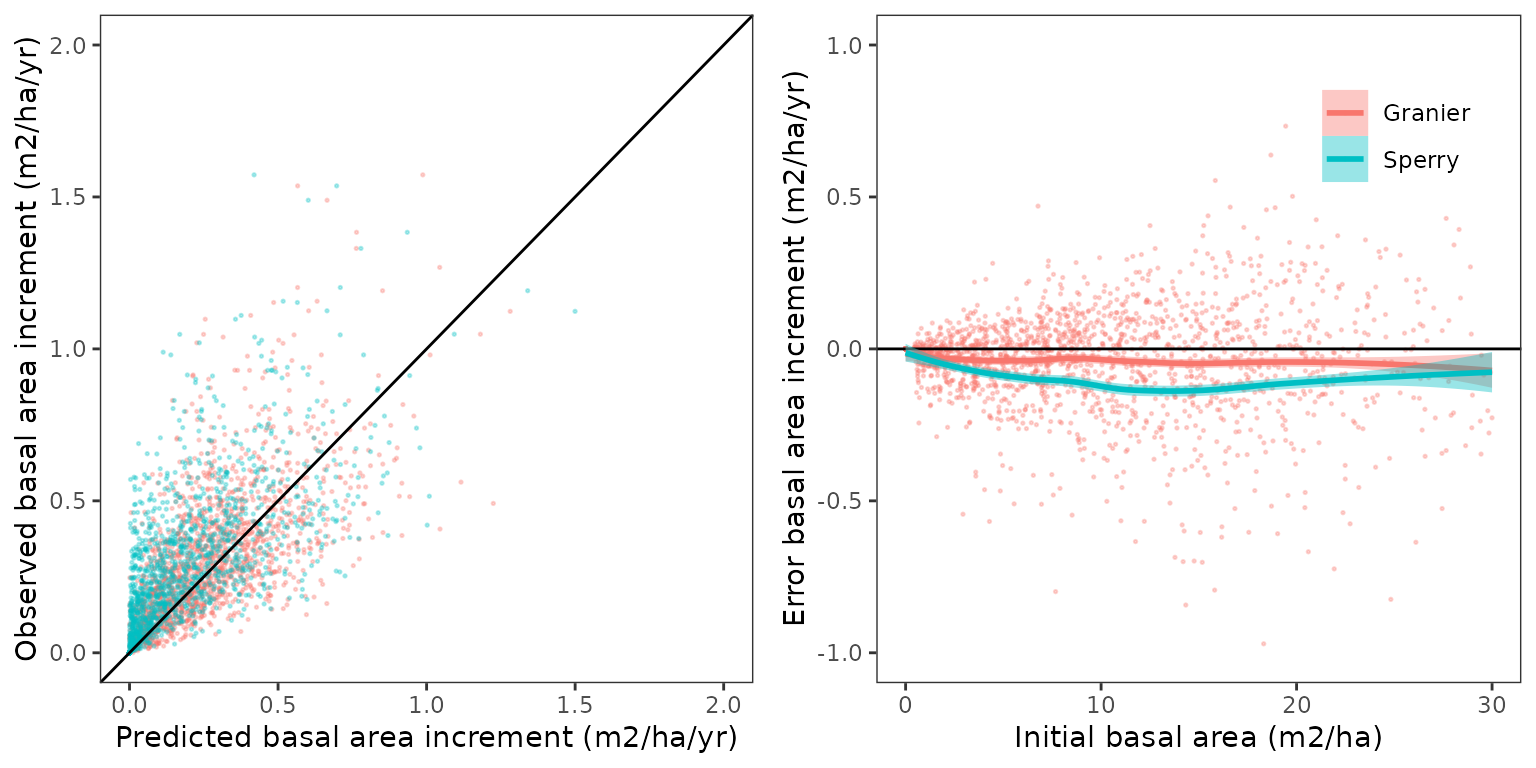 Observed basal area increment (m2/ha/yr)
2.0
1.5
1.0
0.5
0.0
0.0 0.5 1.0 1.5 2.0
Predicted basal area increment (m2/ha/yr)
Error basal area increment (m2/ha/yr)
1.0
0.5
0.0
-0.5
-1.0
Granier
Sperry
0 10 20 30
Initial basal area (m2/ha)